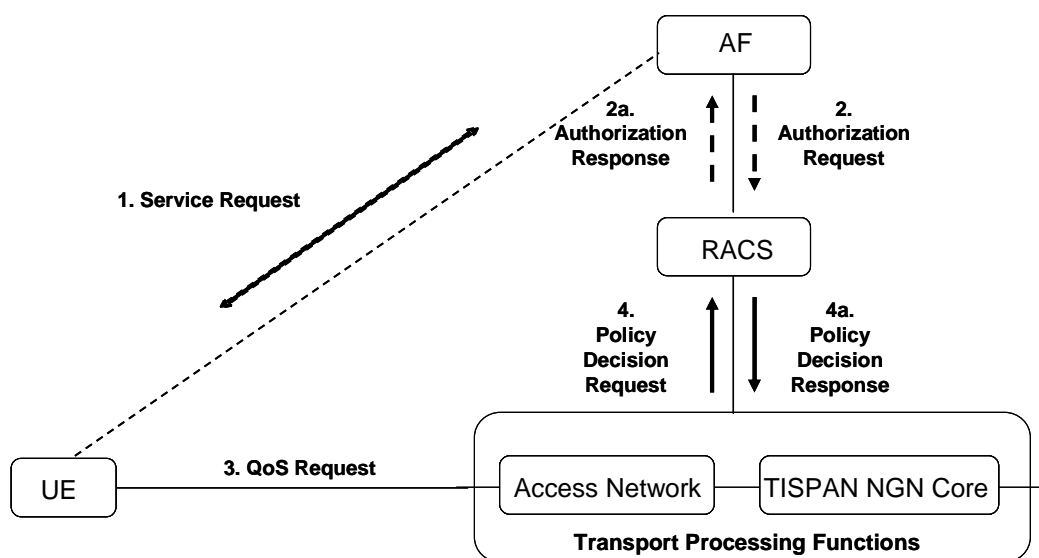 AF
2a.
Authorization
Response
2.
Authorization
Request
1. Service Request
RACS
4.
Policy
Decision
Request
4a.
Policy
Decision
Response
UE
3. QoS Request
Access Network
TISPAN NGN Core
Transport Processing Functions